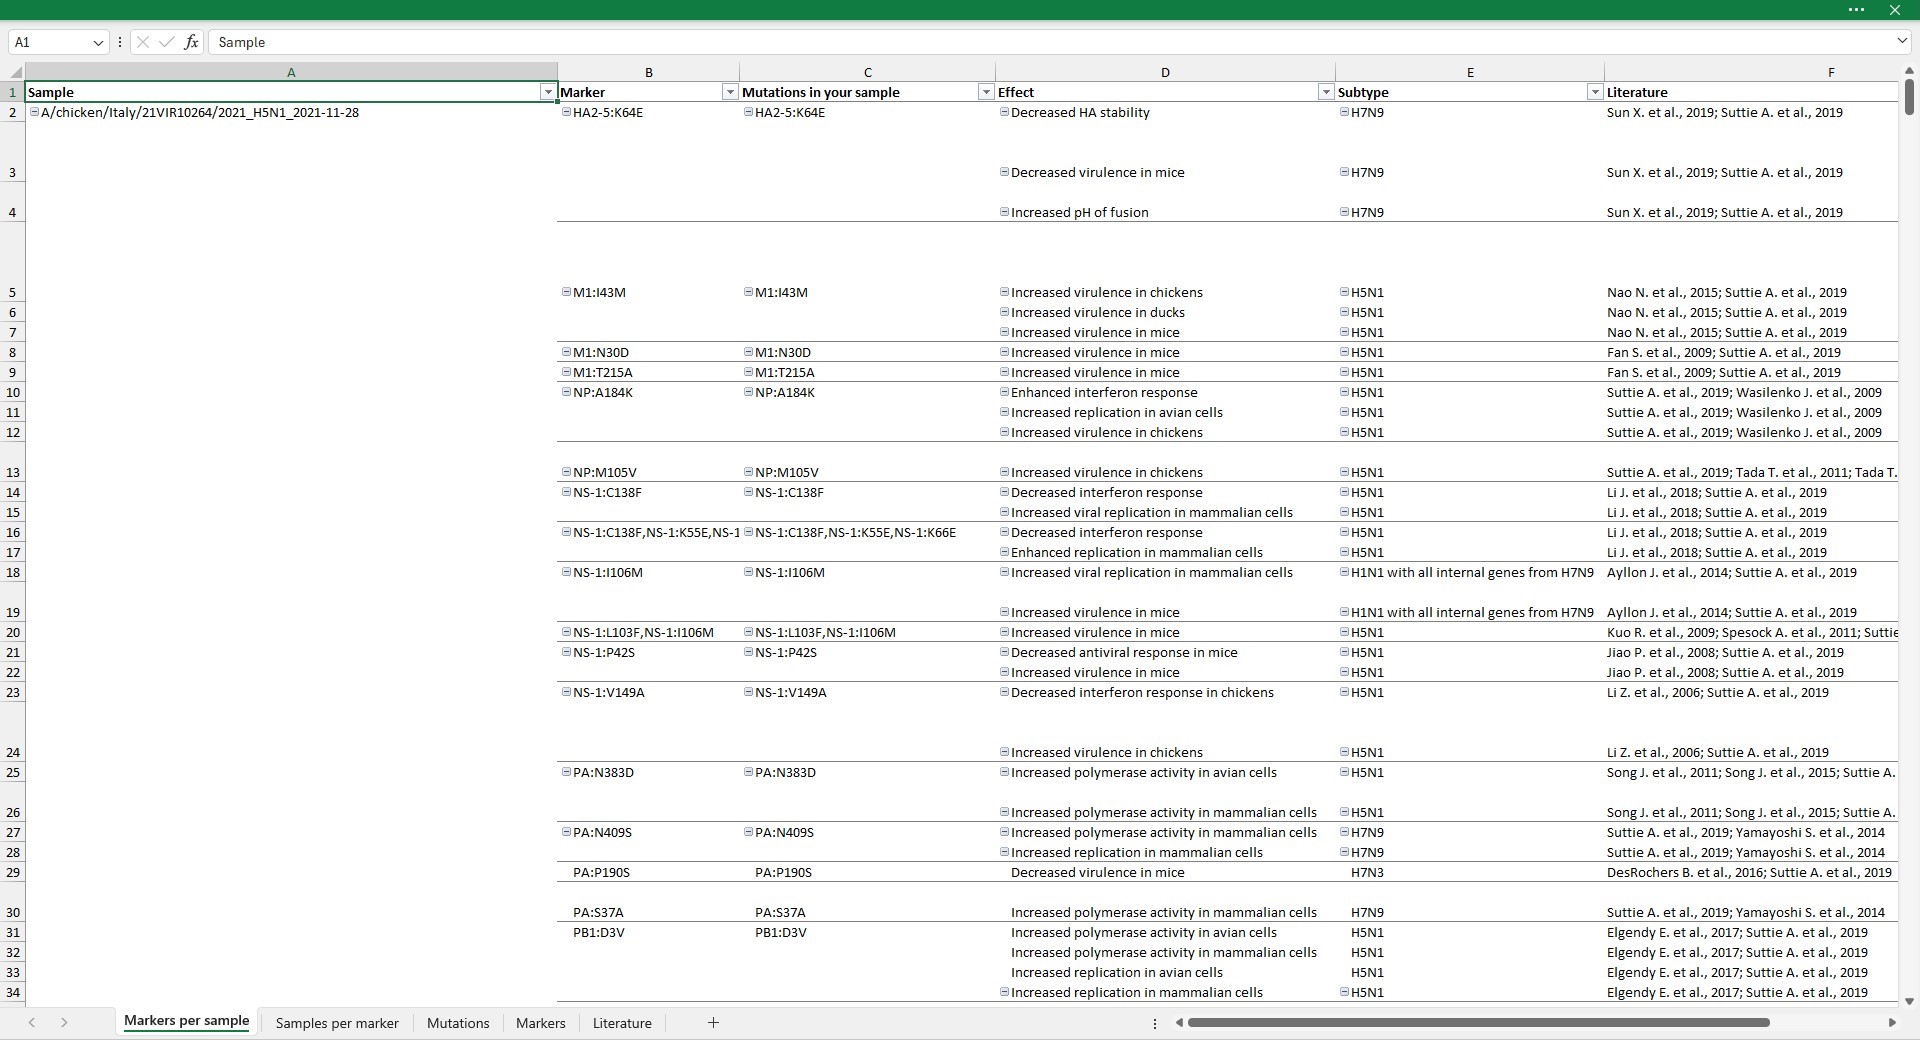 A1 fx Sample
A B C D E F
1 Sample Marker Mutations in your sample Effect Subtype Literature
2 A/chicken/Italy/21VIR10264/2021_H5N1_2021-11-28 HA2-5:K64E HA2-5:K64E Decreased HA stability H7N9 Sun X. et al., 2019; Suttie A. et al., 2019
3 Decreased virulence in mice H7N9 Sun X. et al., 2019; Suttie A. et al., 2019
4 Increased pH of fusion H7N9 Sun X. et al., 2019; Suttie A. et al., 2019
5 M1:I43M M1:I43M Increased virulence in chickens H5N1 Nao N. et al., 2015; Suttie A. et al., 2019
6 Increased virulence in ducks H5N1 Nao N. et al., 2015; Suttie A. et al., 2019
7 Increased virulence in mice H5N1 Nao N. et al., 2015; Suttie A. et al., 2019
8 M1:N30D M1:N30D Increased virulence in mice H5N1 Fan S. et al., 2009; Suttie A. et al., 2019
9 M1:T215A M1:T215A Increased virulence in mice H5N1 Fan S. et al., 2009; Suttie A. et al., 2019
10 NP:A184K NP:A184K Enhanced interferon response H5N1 Suttie A. et al., 2019; Wasilenko J. et al., 2009
11 Increased replication in avian cells H5N1 Suttie A. et al., 2019; Wasilenko J. et al., 2009
12 Increased virulence in chickens H5N1 Suttie A. et al., 2019; Wasilenko J. et al., 2009
13 NP:M105V NP:M105V Increased virulence in chickens H5N1 Suttie A. et al., 2019; Tada T. et al., 2011; Tada T.
14 NS-1:C138F NS-1:C138F Decreased interferon response H5N1 Li J. et al., 2018; Suttie A. et al., 2019
15 Increased viral replication in mammalian cells H5N1 Li J. et al., 2018; Suttie A. et al., 2019
16 NS-1:C138F,NS-1:K55E,NS-1 NS-1:C138F,NS-1:K55E,NS-1:K66E Decreased interferon response H5N1 Li J. et al., 2018; Suttie A. et al., 2019
17 Enhanced replication in mammalian cells H5N1 Li J. et al., 2018; Suttie A. et al., 2019
18 NS-1:I106M NS-1:I106M Increased viral replication in mammalian cells H1N1 with all internal genes from H7N9 Ayllon J. et al., 2014; Suttie A. et al., 2019
19 Increased virulence in mice H1N1 with all internal genes from H7N9 Ayllon J. et al., 2014; Suttie A. et al., 2019
20 NS-1:L103F,NS-1:I106M NS-1:L103F,NS-1:I106M Increased virulence in mice H5N1 Kuo R. et al., 2009; Spesock A. et al., 2011; Suttie
21 NS-1:P42S NS-1:P42S Decreased antiviral response in mice H5N1 Jiao P. et al., 2008; Suttie A. et al., 2019
22 Increased virulence in mice H5N1 Jiao P. et al., 2008; Suttie A. et al., 2019
23 NS-1:V149A NS-1:V149A Decreased interferon response in chickens H5N1 Li Z. et al., 2006; Suttie A. et al., 2019
24 Increased virulence in chickens H5N1 Li Z. et al., 2006; Suttie A. et al., 2019
25 PA:N383D PA:N383D Increased polymerase activity in avian cells H5N1 Song J. et al., 2011; Song J. et al., 2015; Suttie A.
26 Increased polymerase activity in mammalian cells H5N1 Song J. et al., 2011; Song J. et al., 2015; Suttie A.
27 PA:N409S PA:N409S Increased polymerase activity in mammalian cells H7N9 Suttie A. et al., 2019; Yamayoshi S. et al., 2014
28 Increased replication in mammalian cells H7N9 Suttie A. et al., 2019; Yamayoshi S. et al., 2014
29 PA:P190S PA:P190S Decreased virulence in mice H7N3 DesRochers B. et al., 2016; Suttie A. et al., 2019
30 PA:S37A PA:S37A Increased polymerase activity in mammalian cells H7N9 Suttie A. et al., 2019; Yamayoshi S. et al., 2014
31 PB1:D3V PB1:D3V Increased polymerase activity in avian cells H5N1 Elgendy E. et al., 2017; Suttie A. et al., 2019
32 Increased polymerase activity in mammalian cells H5N1 Elgendy E. et al., 2017; Suttie A. et al., 2019
33 Increased replication in avian cells H5N1 Elgendy E. et al., 2017; Suttie A. et al., 2019
34 Increased replication in mammalian cells H5N1 Elgendy E. et al., 2017; Suttie A. et al., 2019
Markers per sample Samples per marker Mutations Markers Literature